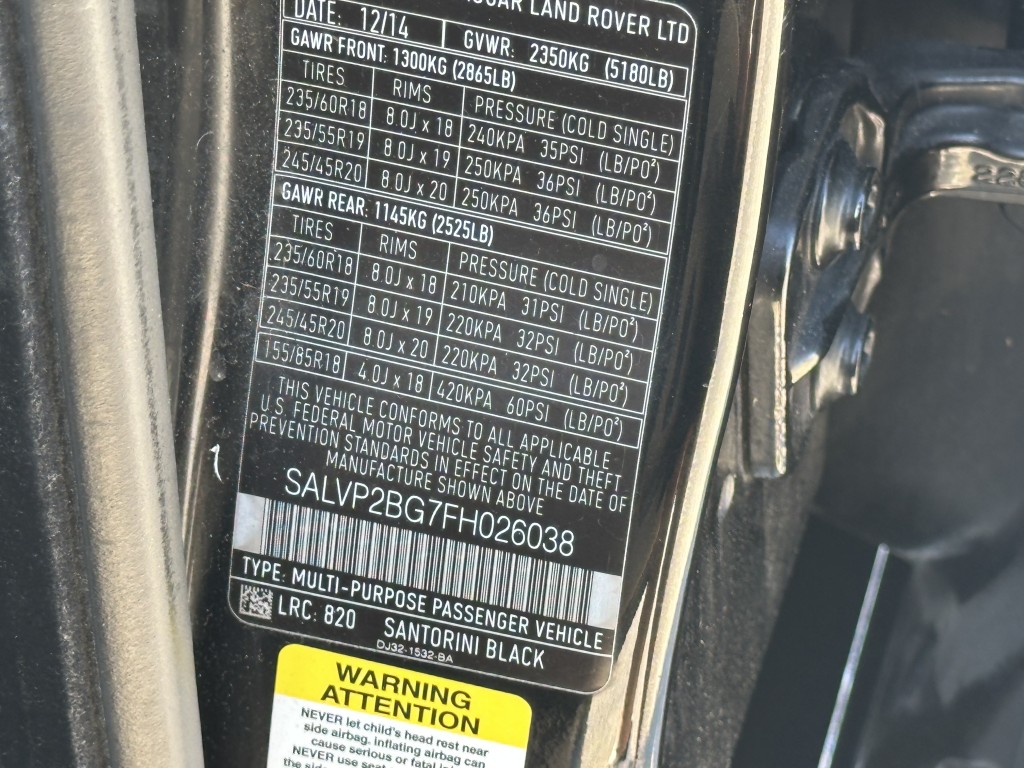 LAND ROVER LTD
DATE: 12/14 GVWR: 2350KG (5180LB)
GAWR FRONT: 1300KG (2865LB)
TIRES RIMS PRESSURE (COLD SINGLE)
235/60R18 8.0J x 18 240KPA 35PSI (LB/PO²)
235/55R19 8.0J x 19 250KPA 36PSI (LB/PO²)
245/45R20 8.0J x 20 250KPA 36PSI (LB/PO²)
GAWR REAR: 1145KG (2525LB)
TIRES RIMS PRESSURE (COLD SINGLE)
235/60R18 8.0J x 18 210KPA 31PSI (LB/PO²)
235/55R19 8.0J x 19 220KPA 32PSI (LB/PO²)
245/45R20 8.0J x 20 220KPA 32PSI (LB/PO²)
155/85R18 4.0J x 18 420KPA 60PSI (LB/PO²)
THIS VEHICLE CONFORMS TO ALL APPLICABLE
U.S. FEDERAL MOTOR VEHICLE SAFETY AND THEFT
PREVENTION STANDARDS IN EFFECT ON THE DATE OF
MANUFACTURE SHOWN ABOVE
SALVP2BG7FH026038
TYPE: MULTI-PURPOSE PASSENGER VEHICLE
LRC: 820 SANTORINI BLACK
DJ32-1532-BA
WARNING
ATTENTION
NEVER let child's head rest near
side airbag, inflating airbag can
cause serious or fatal
NEVER use
the